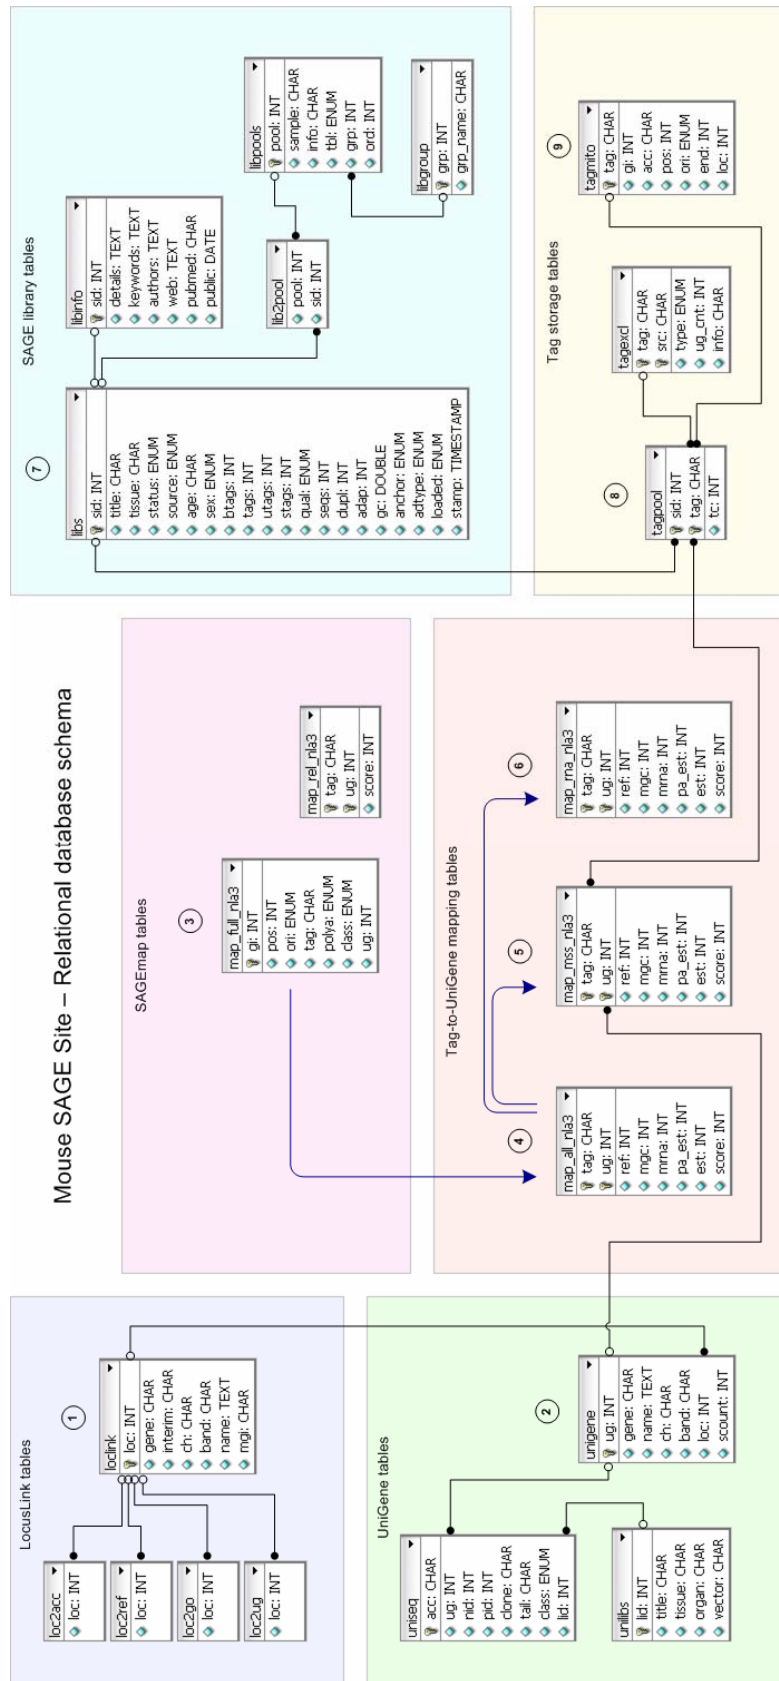 Mouse SAGE Site – Relational database schema
LocusLink tables
loc2acc
loc: INT
loc2ref
loc: INT
loc2go
loc: INT
loc2ug
loc: INT
1
loclink
loc: INT
gene: CHAR
interim: CHAR
ch: CHAR
band: CHAR
name: TEXT
mgi: CHAR
UniGene tables
uniseq
acc: CHAR
ug: INT
nid: INT
pid: INT
clone: CHAR
tail: CHAR
class: ENUM
lid: INT
unilibs
lid: INT
title: CHAR
tissue: CHAR
organ: CHAR
vector: CHAR
2
unigene
ug: INT
gene: CHAR
name: TEXT
ch: CHAR
band: CHAR
loc: INT
scount: INT
SAGEmap tables
3
map_full_nla3
gi: INT
pos: INT
ori: ENUM
tag: CHAR
polya: ENUM
class: ENUM
ug: INT
map_rel_nla3
tag: CHAR
ug: INT
score: INT
Tag-to-UniGene mapping tables
4
map_all_nla3
tag: CHAR
ug: INT
ref: INT
mgc: INT
mrna: INT
pa_est: INT
est: INT
score: INT
5
map_mss_nla3
tag: CHAR
ug: INT
ref: INT
mgc: INT
mrna: INT
pa_est: INT
est: INT
score: INT
6
map_rna_nla3
tag: CHAR
ug: INT
ref: INT
mgc: INT
mrna: INT
pa_est: INT
est: INT
score: INT
SAGE library tables
7
libs
sid: INT
title: CHAR
tissue: CHAR
status: ENUM
source: ENUM
age: CHAR
sex: ENUM
btags: INT
tags: INT
utags: INT
stags: INT
qual: ENUM
seqs: INT
dupl: INT
adap: INT
gc: DOUBLE
anchor: ENUM
adtype: ENUM
loaded: ENUM
stamp: TIMESTAMP
libinfo
sid: INT
details: TEXT
keywords: TEXT
authors: TEXT
web: TEXT
pubmed: CHAR
public: DATE
lib2pool
pool: INT
sid: INT
libpools
pool: INT
sample: CHAR
info: CHAR
tbl: ENUM
grp: INT
ord: INT
libgroup
grp: INT
grp_name: CHAR
Tag storage tables
8
tagpool
sid: INT
tag: CHAR
tc: INT
tagexcl
tag: CHAR
src: CHAR
type: ENUM
ug_cnt: INT
info: CHAR
9
tagmito
tag: CHAR
gi: INT
acc: CHAR
pos: INT
ori: ENUM
end: INT
loc: INT